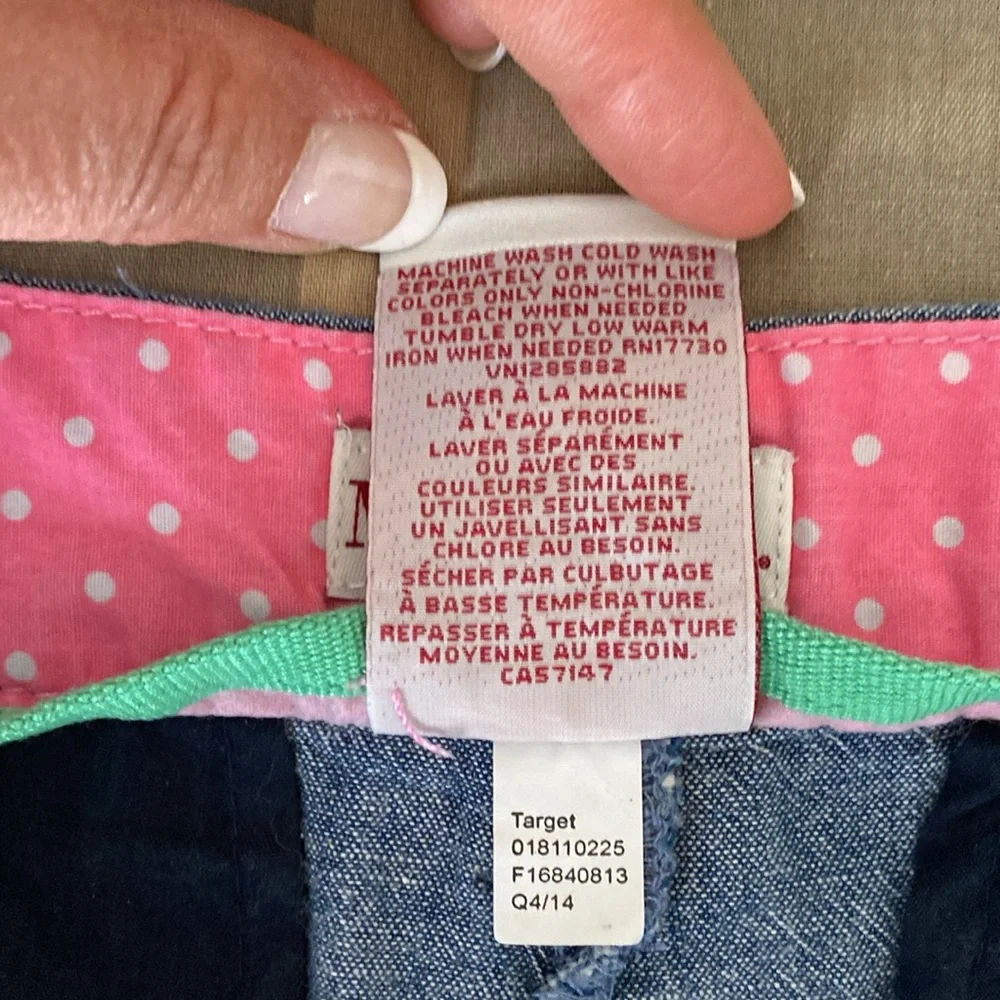 MACHINE WASH COLD WASH
SEPARATELY OR WITH LIKE
COLORS ONLY NON-CHLORINE
BLEACH WHEN NEEDED
TUMBLE DRY LOW WARM
IRON WHEN NEEDED RN17730
VN1285882
LAVER À LA MACHINE
À L'EAU FROIDE.
LAVER SÉPARÉMENT
OU AVEC DES
COULEURS SIMILAIRE.
UTILISER SEULEMENT
UN JAVELLISANT SANS
CHLORE AU BESOIN.
SÉCHER PAR CULBUTAGE
À BASSE TEMPÉRATURE.
REPASSER À TEMPÉRATURE
MOYENNE AU BESOIN.
CA57147
Target
018110225
F16840813
Q4/14